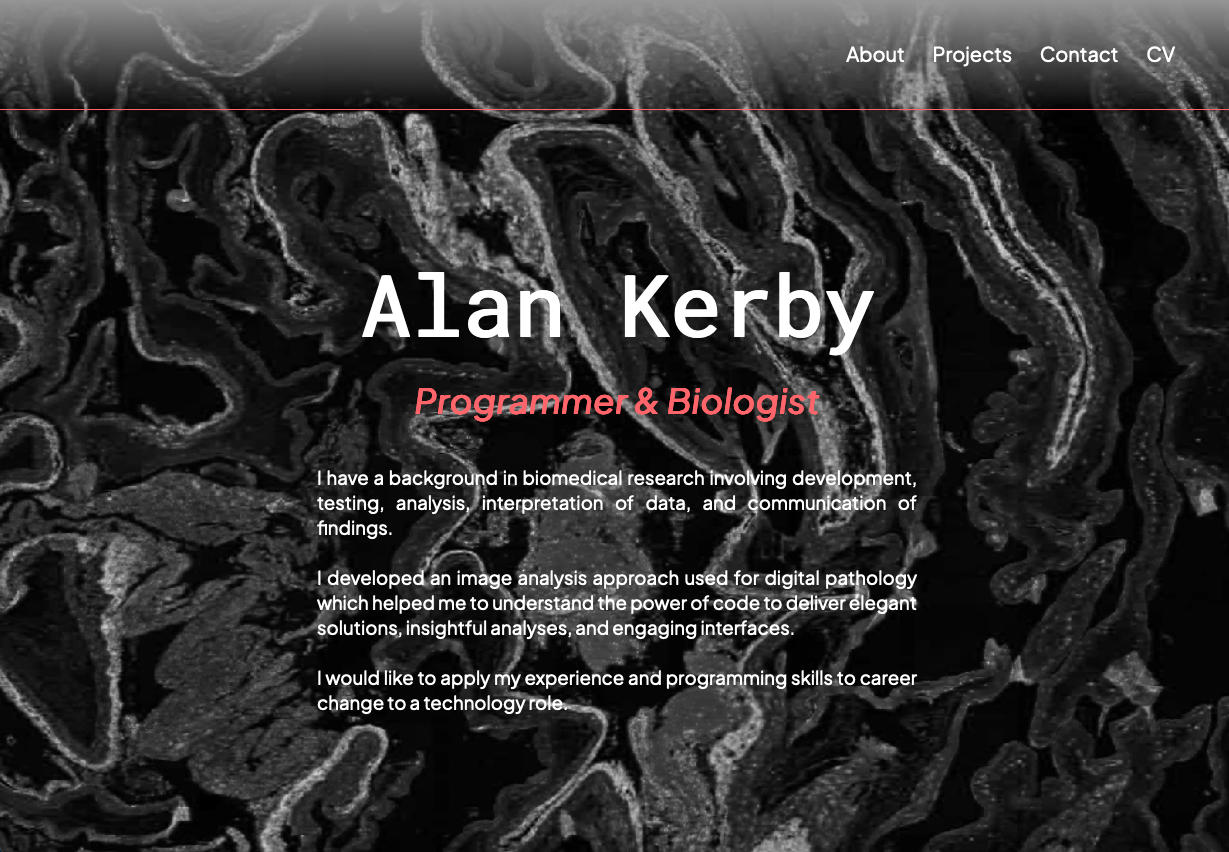 About Projects Contact CV
Alan Kerby
Programmer & Biologist
I have a background in biomedical research involving development,
testing, analysis, interpretation of data, and communication of
findings.
I developed an image analysis approach used for digital pathology
which helped me to understand the power of code to deliver elegant
solutions, insightful analyses, and engaging interfaces.
I would like to apply my experience and programming skills to career
change to a technology role.